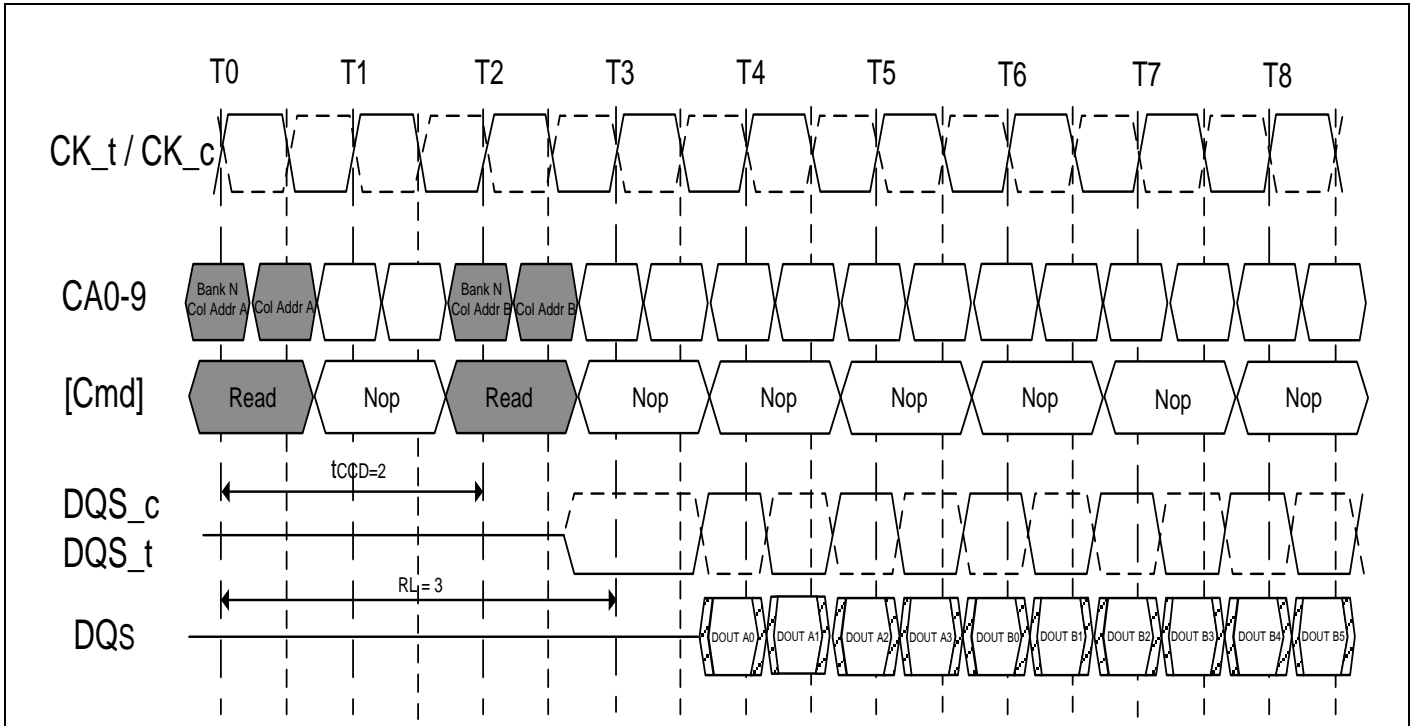 T0 T1 T2 T3 T4 T5 T6 T7 T8
CK_t / CK_c
CA0-9
Bank N
Col Addr A
Col Addr A
Bank N
Col Addr B
Col Addr B
[Cmd]
Read Nop Read Nop Nop Nop Nop Nop Nop
tCCD=2
DQS_c
DQS_t
RL = 3
DQs
DOUT A0 DOUT A1 DOUT A2 DOUT A3 DOUT B0 DOUT B1 DOUT B2 DOUT B3 DOUT B4 DOUT B5